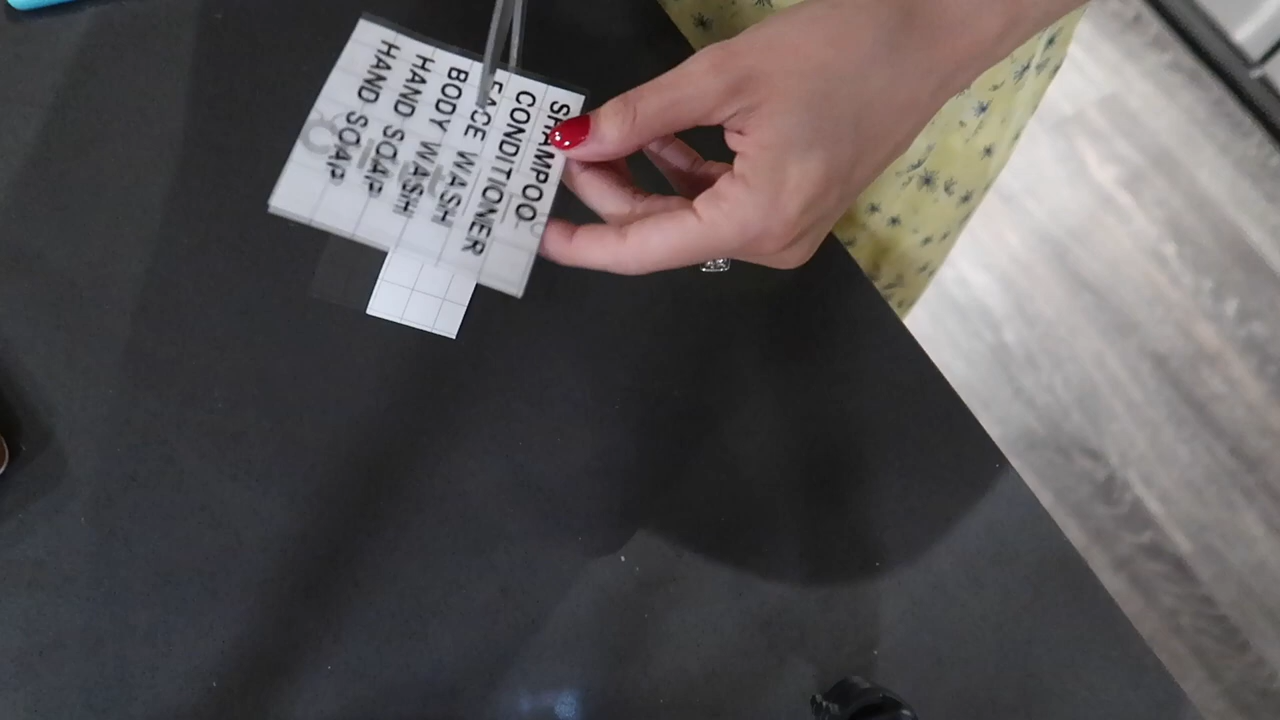 SHAMPOO
CONDITIONER
FACE WASH
BODY WASH
HAND SOAP
HAND SOAP